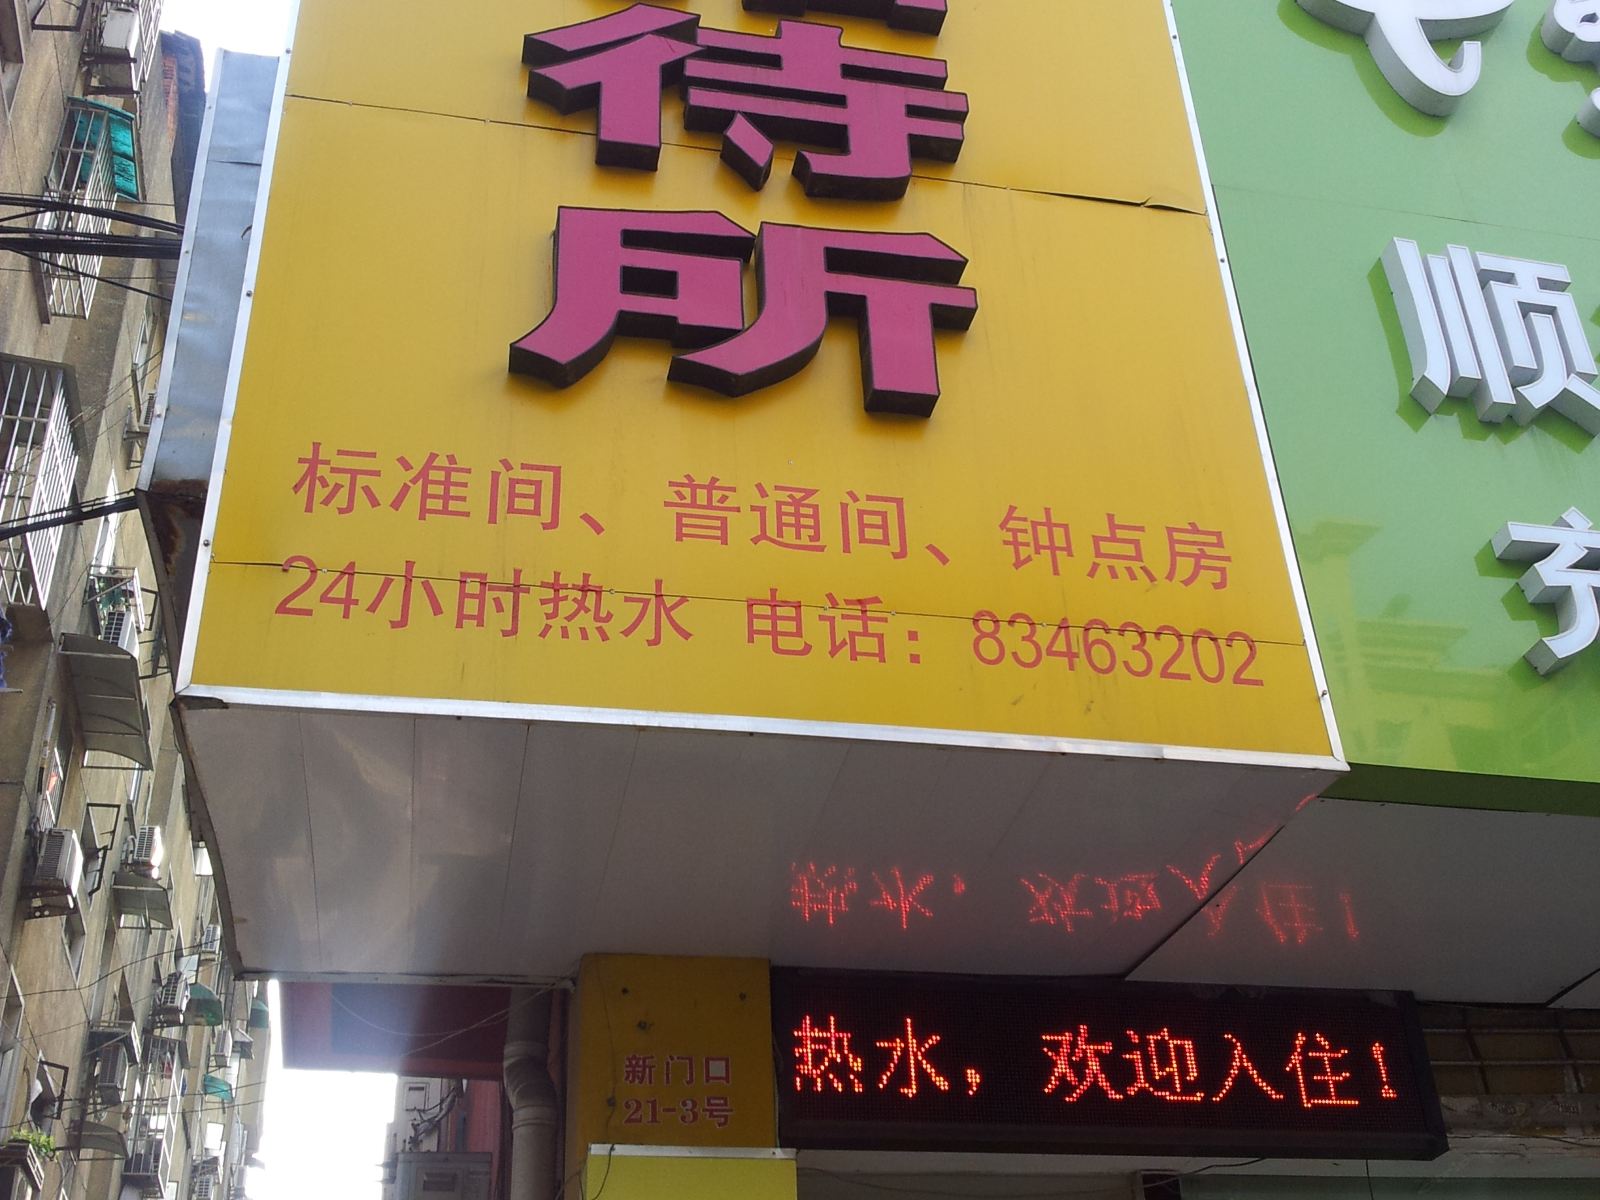 待
所
标准间、普通间、钟点房
24小时热水 电话：83463202
顺
充
热水，欢迎入住！
新门口
21-3号